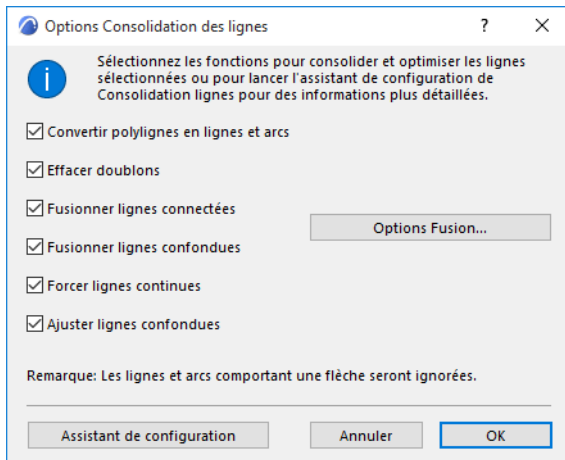 Options Consolidation des lignes
?
Sélectionnez les fonctions pour consolider et optimiser les lignes
sélectionnées ou pour lancer l'assistant de configuration de
Consolidation lignes pour des informations plus détaillées.
Convertir polylignes en lignes et arcs
Effacer doublons
Fusionner lignes connectées
Options Fusion...
Fusionner lignes confondues
Forcer lignes continues
Ajuster lignes confondues
Remarque: Les lignes et arcs comportant une flèche seront ignorées.
Assistant de configuration
Annuler
OK